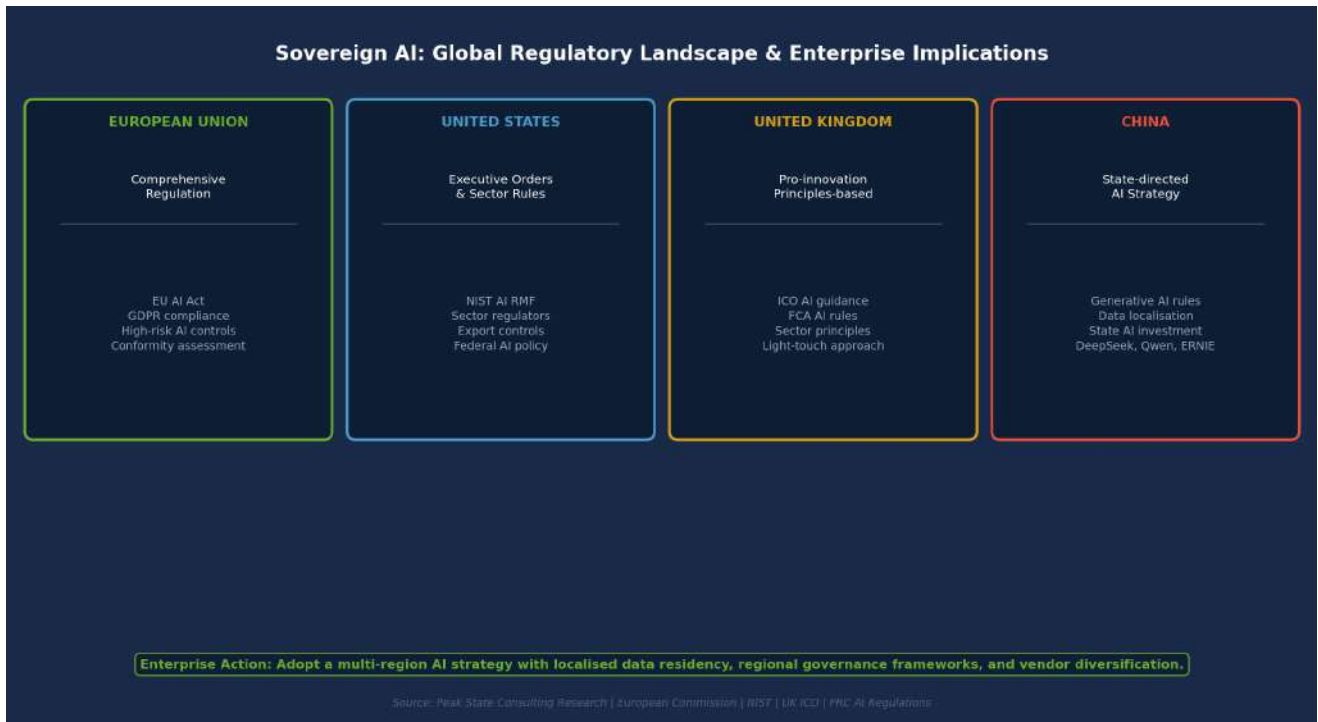 Sovereign AI: Global Regulatory Landscape & Enterprise Implications
EUROPEAN UNION
Comprehensive
Regulation
EU AI Act
GDPR compliance
High-risk AI controls
Conformity assessment
UNITED STATES
Executive Orders
& Sector Rules
NIST AI RMF
Sector regulators
Export controls
Federal AI policy
UNITED KINGDOM
Pro-innovation
Principles-based
ICO AI guidance
FCA AI rules
Sector principles
Light-touch approach
CHINA
State-directed
AI Strategy
Generative AI rules
Data localisation
State AI investment
DeepSeek, Qwen, ERNIE
Enterprise Action: Adopt a multi-region AI strategy with localised data residency, regional governance frameworks, and vendor diversification.
Source: Peak State Consulting Research | European Commission | NIST | UK ICO | PRC AI Regulations